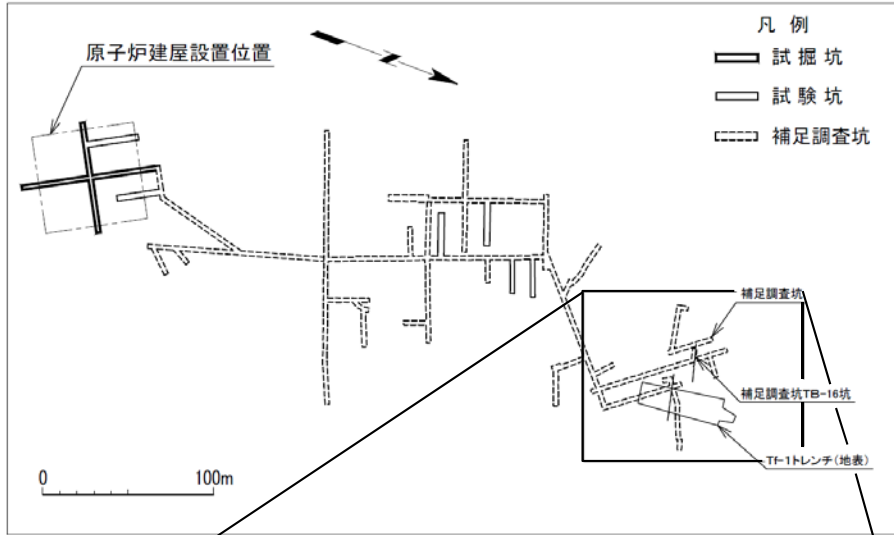 原子炉建屋設置位置
凡 例
試 掘 坑
試 験 坑
補足調査坑
補足調査坑
補足調査坑TB-16坑
Tf-1トレンチ(地表)
0 100m